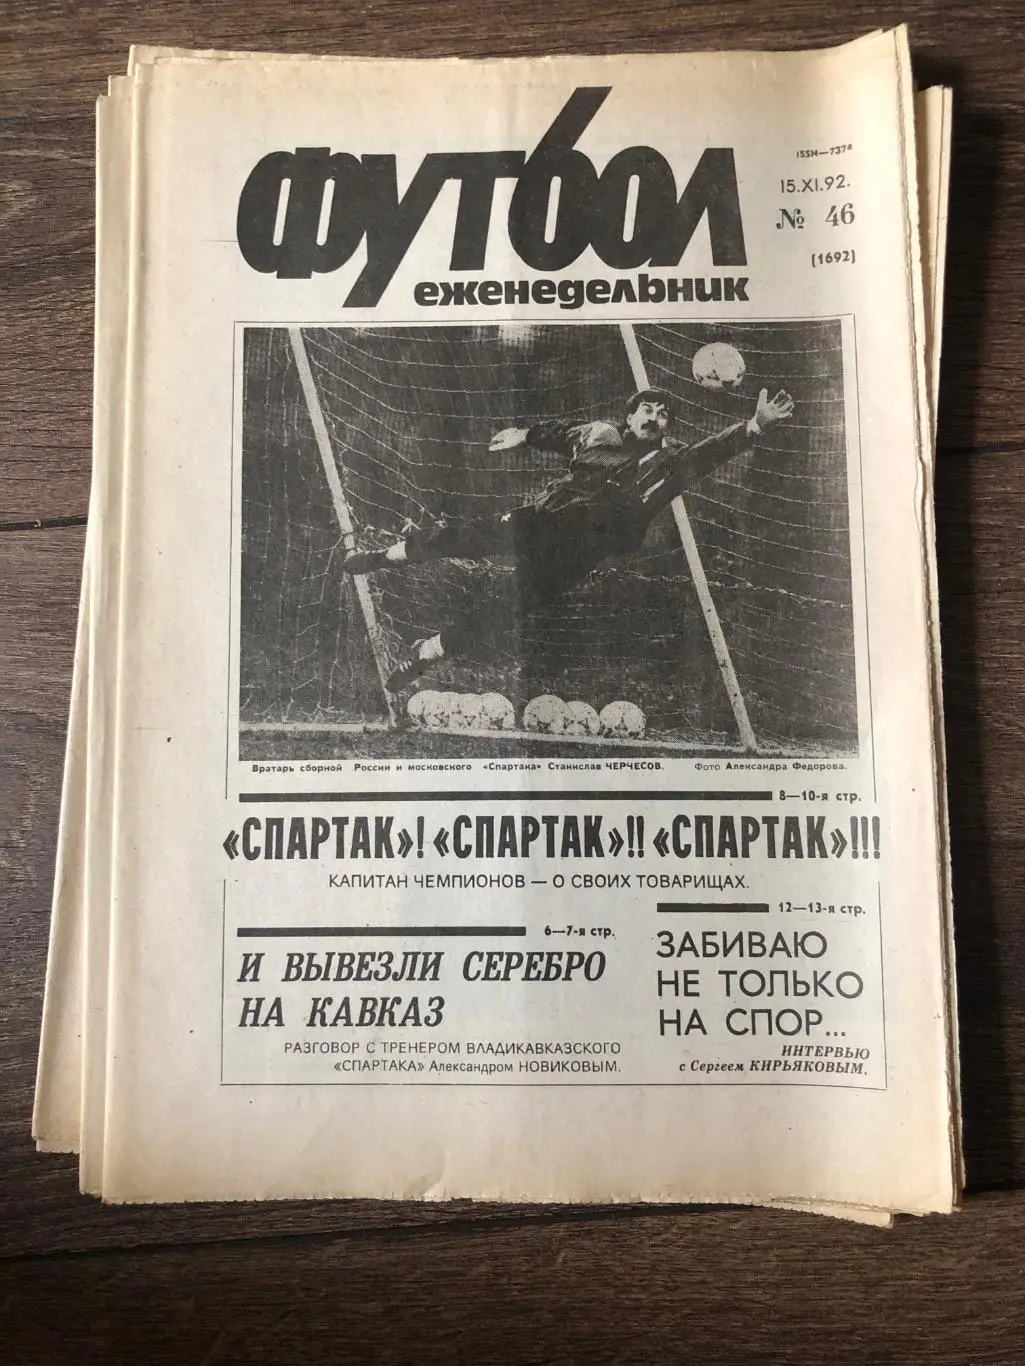 ФУТБОЛ
еженедельник
ISSN—7374
15.XI.92.
№ 46
(1692)
Вратарь сборной России и московского «Спартака» Станислав ЧЕРЧЕСОВ. Фото Александра Федорова.
8—10-я стр.
«СПАРТАК»! «СПАРТАК»!! «СПАРТАК»!!!
КАПИТАН ЧЕМПИОНОВ — О СВОИХ ТОВАРИЩАХ.
6—7-я стр.
И ВЫВЕЗЛИ СЕРЕБРО
НА КАВКАЗ
РАЗГОВОР С ТРЕНЕРОМ ВЛАДИКАВКАЗСКОГО
«СПАРТАКА» Александром НОВИКОВЫМ.
12—13-я стр.
ЗАБИВАЮ
НЕ ТОЛЬКО
НА СПОР...
ИНТЕРВЬЮ
с Сергеем КИРЬЯКОВЫМ.